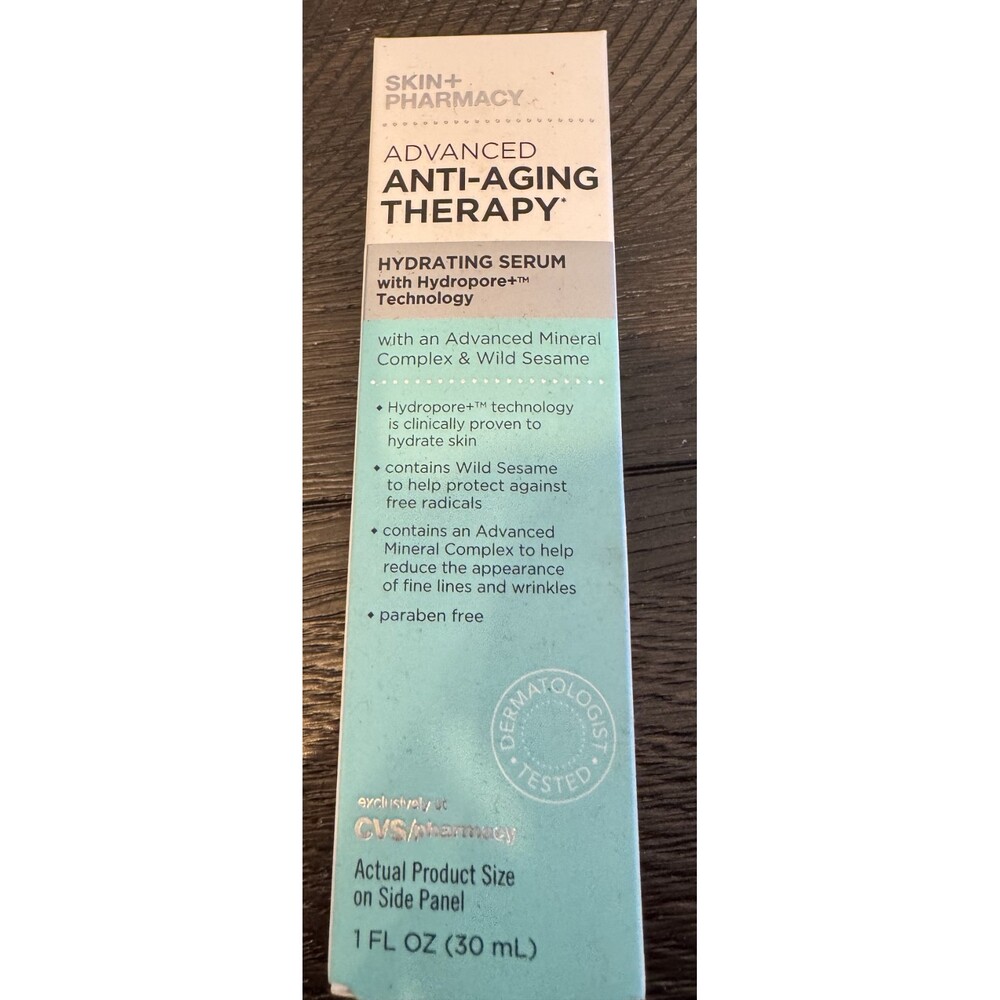 SKIN+
PHARMACY
ADVANCED
ANTI-AGING
THERAPY*
HYDRATING SERUM
with Hydropore+™
Technology
with an Advanced Mineral
Complex & Wild Sesame
• Hydropore+™ technology
is clinically proven to
hydrate skin
• contains Wild Sesame
to help protect against
free radicals
• contains an Advanced
Mineral Complex to help
reduce the appearance
of fine lines and wrinkles
• paraben free
DERMATOLOGIST
• TESTED •
exclusively at
CVS/pharmacy
Actual Product Size
on Side Panel
1 FL OZ (30 mL)